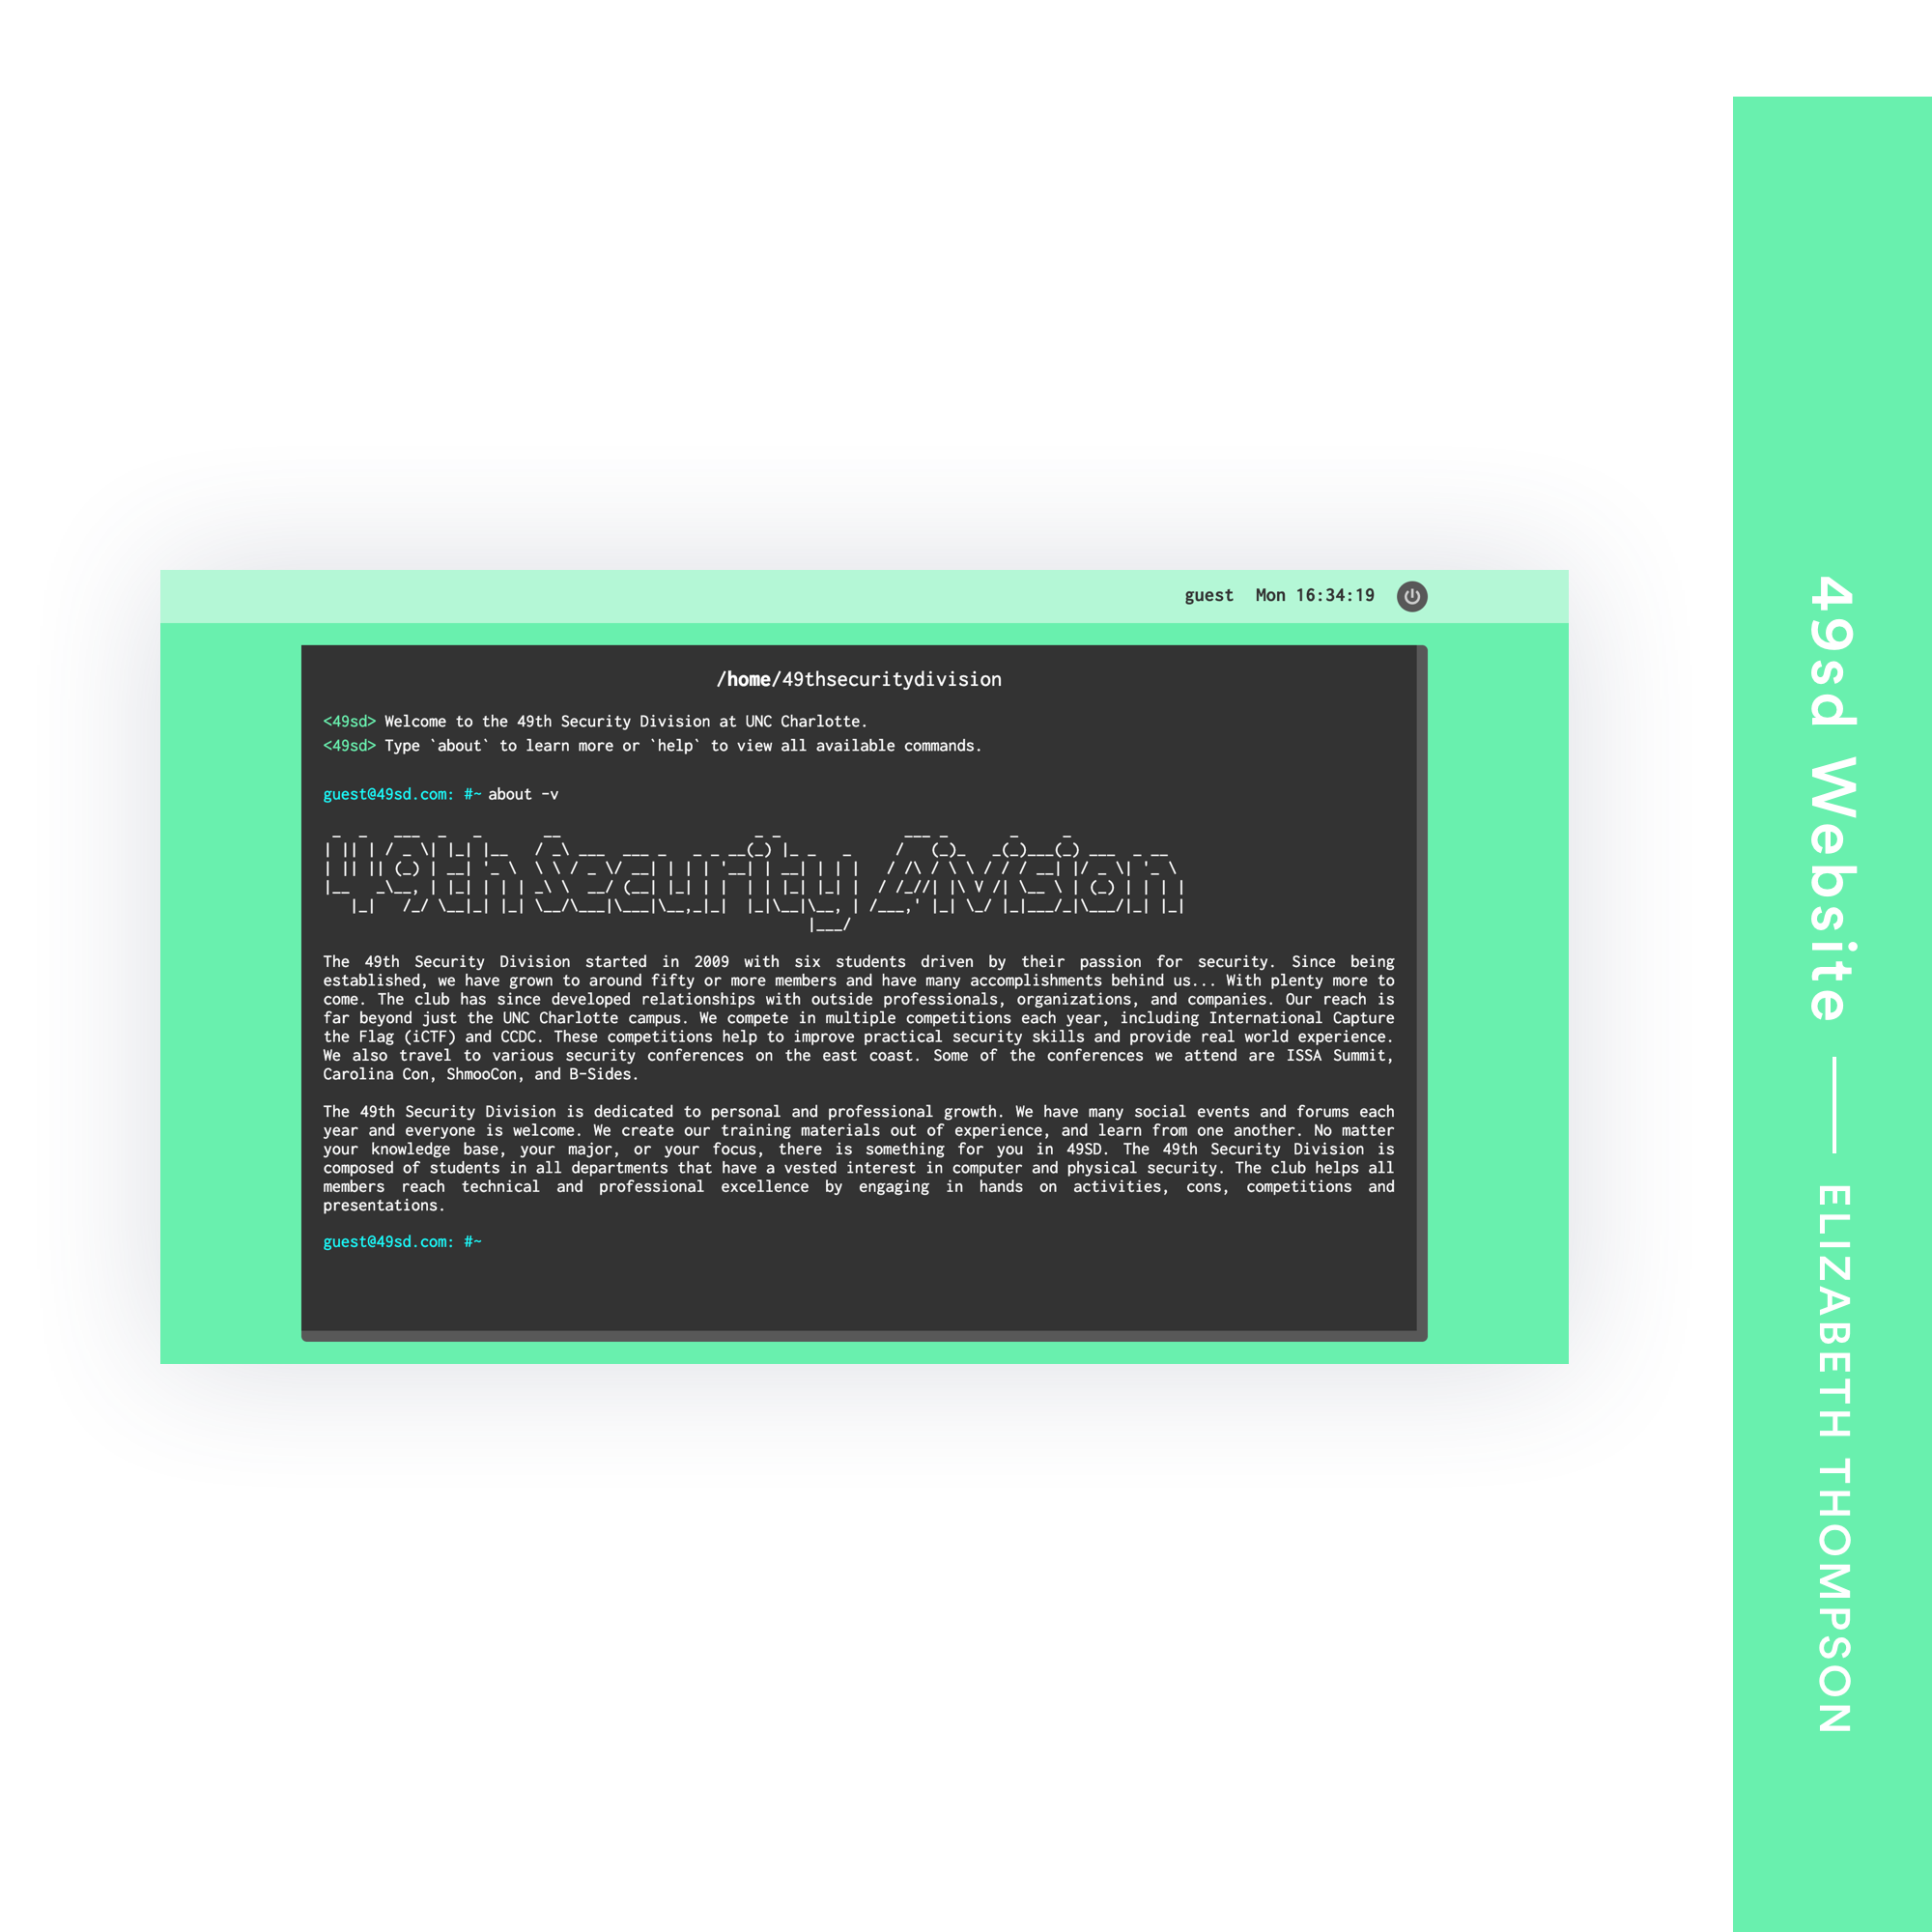 guest Mon 16:34:19
/home/49thsecuritydivision
<49sd> Welcome to the 49th Security Division at UNC Charlotte.
<49sd> Type `about` to learn more or `help` to view all available commands.
guest@49sd.com: #~ about -v
49th Security Division
The 49th Security Division started in 2009 with six students driven by their passion for security. Since being
established, we have grown to around fifty or more members and have many accomplishments behind us... With plenty more to
come. The club has since developed relationships with outside professionals, organizations, and companies. Our reach is
far beyond just the UNC Charlotte campus. We compete in multiple competitions each year, including International Capture
the Flag (iCTF) and CCDC. These competitions help to improve practical security skills and provide real world experience.
We also travel to various security conferences on the east coast. Some of the conferences we attend are ISSA Summit,
Carolina Con, ShmooCon, and B-Sides.
The 49th Security Division is dedicated to personal and professional growth. We have many social events and forums each
year and everyone is welcome. We create our training materials out of experience, and learn from one another. No matter
your knowledge base, your major, or your focus, there is something for you in 49SD. The 49th Security Division is
composed of students in all departments that have a vested interest in computer and physical security. The club helps all
members reach technical and professional excellence by engaging in hands on activities, cons, competitions and
presentations.
guest@49sd.com: #~
49sd Website — ELIZABETH THOMPSON